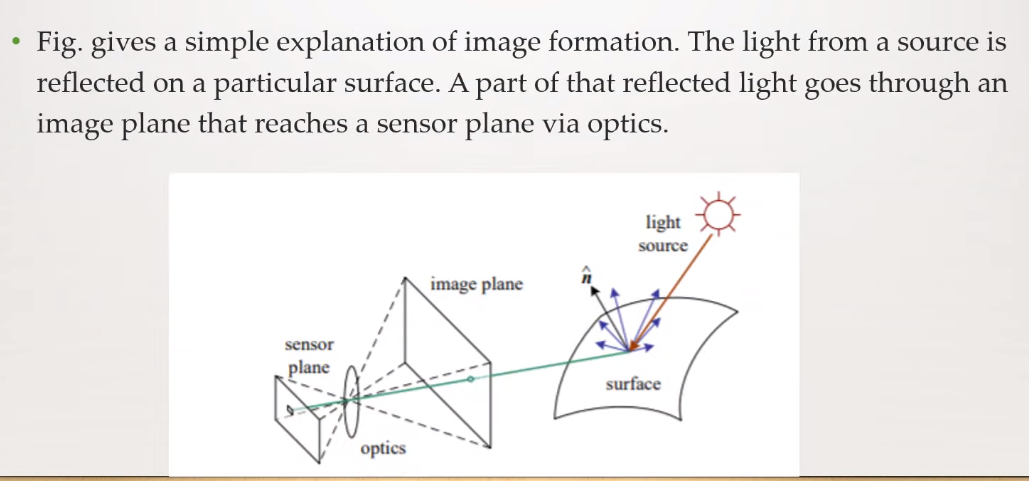 • Fig. gives a simple explanation of image formation. The light from a source is
reflected on a particular surface. A part of that reflected light goes through an
image plane that reaches a sensor plane via optics.
light
source
n̂
image plane
sensor
plane
surface
optics